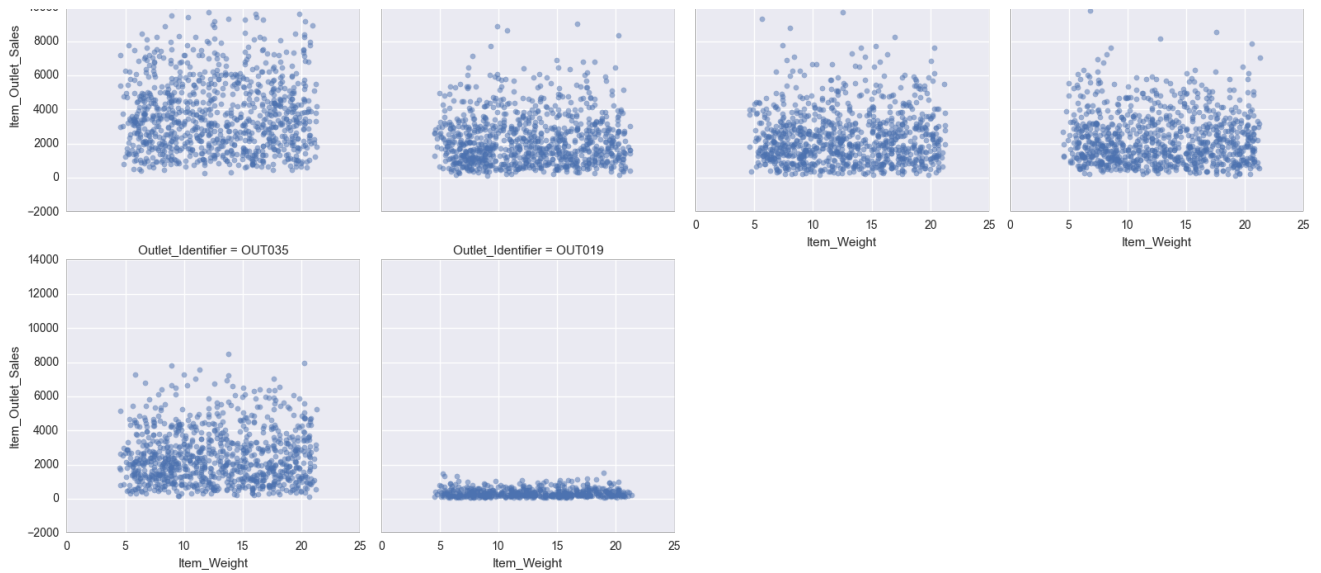 10000
8000
6000
4000
2000
0
−2000
Item_Outlet_Sales
0 5 10 15 20 25
Item_Weight
0 5 10 15 20 25
Item_Weight
Outlet_Identifier = OUT035
Outlet_Identifier = OUT019
14000
12000
10000
8000
6000
4000
2000
0
−2000
Item_Outlet_Sales
0 5 10 15 20 25
Item_Weight
0 5 10 15 20 25
Item_Weight